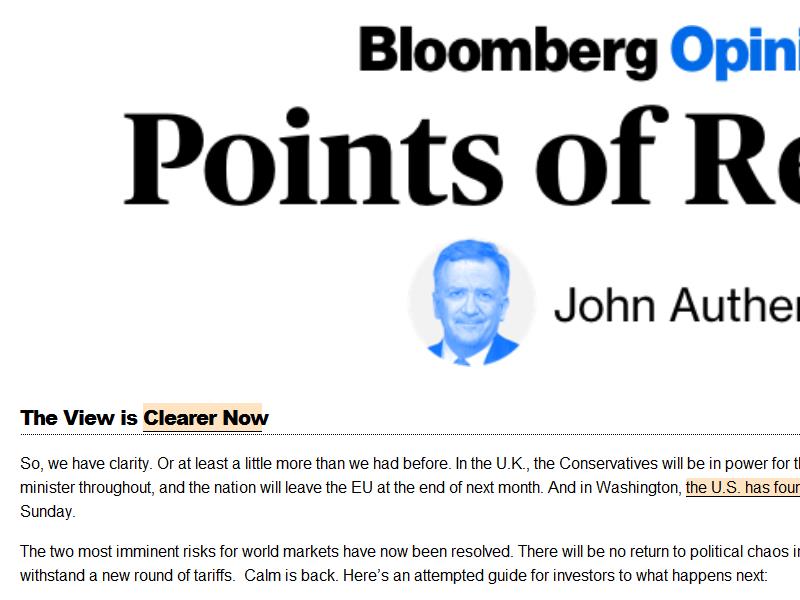 Bloomberg Opini
Points of Re
John Auther
The View is Clearer Now
So, we have clarity. Or at least a little more than we had before. In the U.K., the Conservatives will be in power for t
minister throughout, and the nation will leave the EU at the end of next month. And in Washington, the U.S. has four
Sunday.
The two most imminent risks for world markets have now been resolved. There will be no return to political chaos i
withstand a new round of tariffs.  Calm is back. Here’s an attempted guide for investors to what happens next: